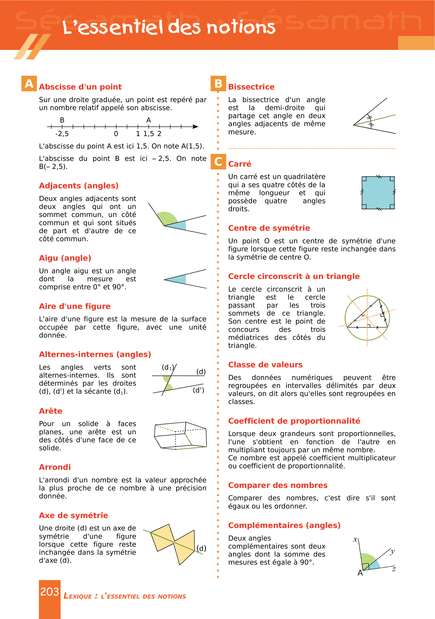 Sésamath Sésamath
L'essentiel des notions
A Abscisse d'un point
Sur une droite graduée, un point est repéré par
un nombre relatif appelé son abscisse.
B A
-2,5 0 1 1,5 2
L'abscisse du point A est ici 1,5. On note A(1,5).
L'abscisse du point B est ici – 2,5. On note
B(– 2,5).
Adjacents (angles)
Deux angles adjacents sont
deux angles qui ont un
sommet commun, un côté
commun et qui sont situés
de part et d'autre de ce
côté commun.
Aigu (angle)
Un angle aigu est un angle
dont la mesure est
comprise entre 0° et 90°.
Aire d'une figure
L'aire d'une figure est la mesure de la surface
occupée par cette figure, avec une unité
donnée.
Alternes-internes (angles)
Les angles verts sont
alternes-internes. Ils sont
déterminés par les droites
(d), (d') et la sécante (d₁).
(d₁)
(d)
(d')
Arête
Pour un solide à faces
planes, une arête est un
des côtés d'une face de ce
solide.
Arrondi
L'arrondi d'un nombre est la valeur approchée
la plus proche de ce nombre à une précision
donnée.
Axe de symétrie
Une droite (d) est un axe de
symétrie d'une figure
lorsque cette figure reste
inchangée dans la symétrie
d'axe (d).
(d)
B Bissectrice
La bissectrice d'un angle
est la demi-droite qui
partage cet angle en deux
angles adjacents de même
mesure.
C Carré
Un carré est un quadrilatère
qui a ses quatre côtés de la
même longueur et qui
possède quatre angles
droits.
Centre de symétrie
Un point O est un centre de symétrie d'une
figure lorsque cette figure reste inchangée dans
la symétrie de centre O.
Cercle circonscrit à un triangle
Le cercle circonscrit à un
triangle est le cercle
passant par les trois
sommets de ce triangle.
Son centre est le point de
concours des trois
médiatrices des côtés du
triangle.
Classe de valeurs
Des données numériques peuvent être
regroupées en intervalles délimités par deux
valeurs, on dit alors qu'elles sont regroupées en
classes.
Coefficient de proportionnalité
Lorsque deux grandeurs sont proportionnelles,
l'une s'obtient en fonction de l'autre en
multipliant toujours par un même nombre.
Ce nombre est appelé coefficient multiplicateur
ou coefficient de proportionnalité.
Comparer des nombres
Comparer des nombres, c'est dire s'il sont
égaux ou les ordonner.
Complémentaires (angles)
Deux angles
complémentaires sont deux
angles dont la somme des
mesures est égale à 90°.
x
y
A z
203 Lexique : l'essentiel des notions